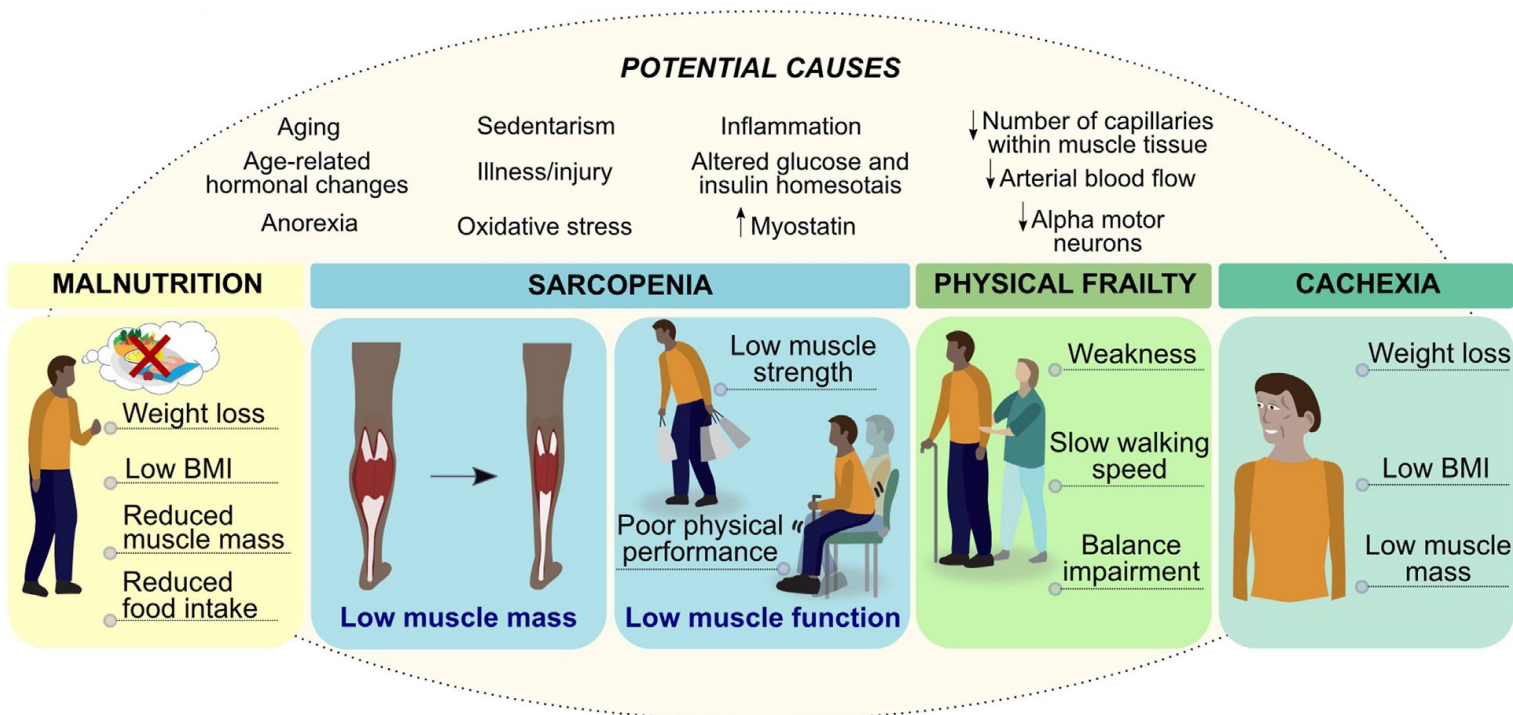 POTENTIAL CAUSES
Aging
Age-related
hormonal changes
Anorexia
Sedentarism
Illness/injury
Oxidative stress
Inflammation
Altered glucose and
insulin homesotais
↑ Myostatin
↓ Number of capillaries
within muscle tissue
↓ Arterial blood flow
↓ Alpha motor
neurons
MALNUTRITION
Weight loss
Low BMI
Reduced
muscle mass
Reduced
food intake
SARCOPENIA
Low muscle mass
Low muscle
strength
Poor physical
performance
Low muscle function
PHYSICAL FRAILTY
Weakness
Slow walking
speed
Balance
impairment
CACHEXIA
Weight loss
Low BMI
Low muscle
mass